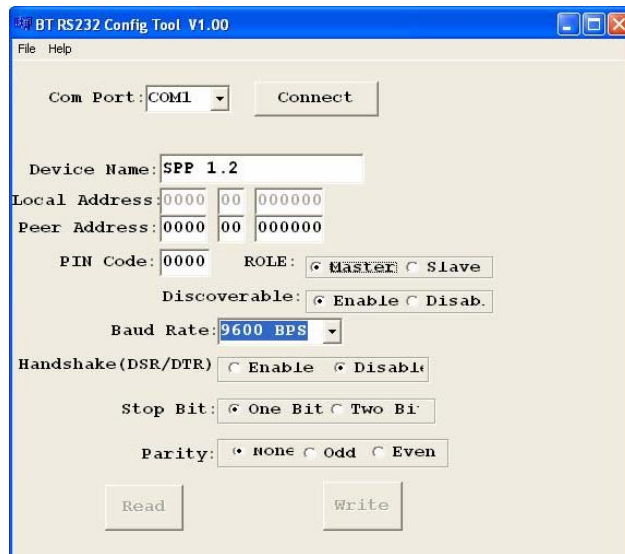 BT RS232 Config Tool V1.00
File Help
Com Port: COM1 Connect
Device Name: SPP 1.2
Local Address: 0000 00 000000
Peer Address: 0000 00 000000
PIN Code: 0000 ROLE: Master Slave
Discoverable: Enable Disab.
Baud Rate: 9600 BPS
Handshake(DSR/DTR) Enable Disable
Stop Bit: One Bit Two Bi
Parity: None Odd Even
Read Write